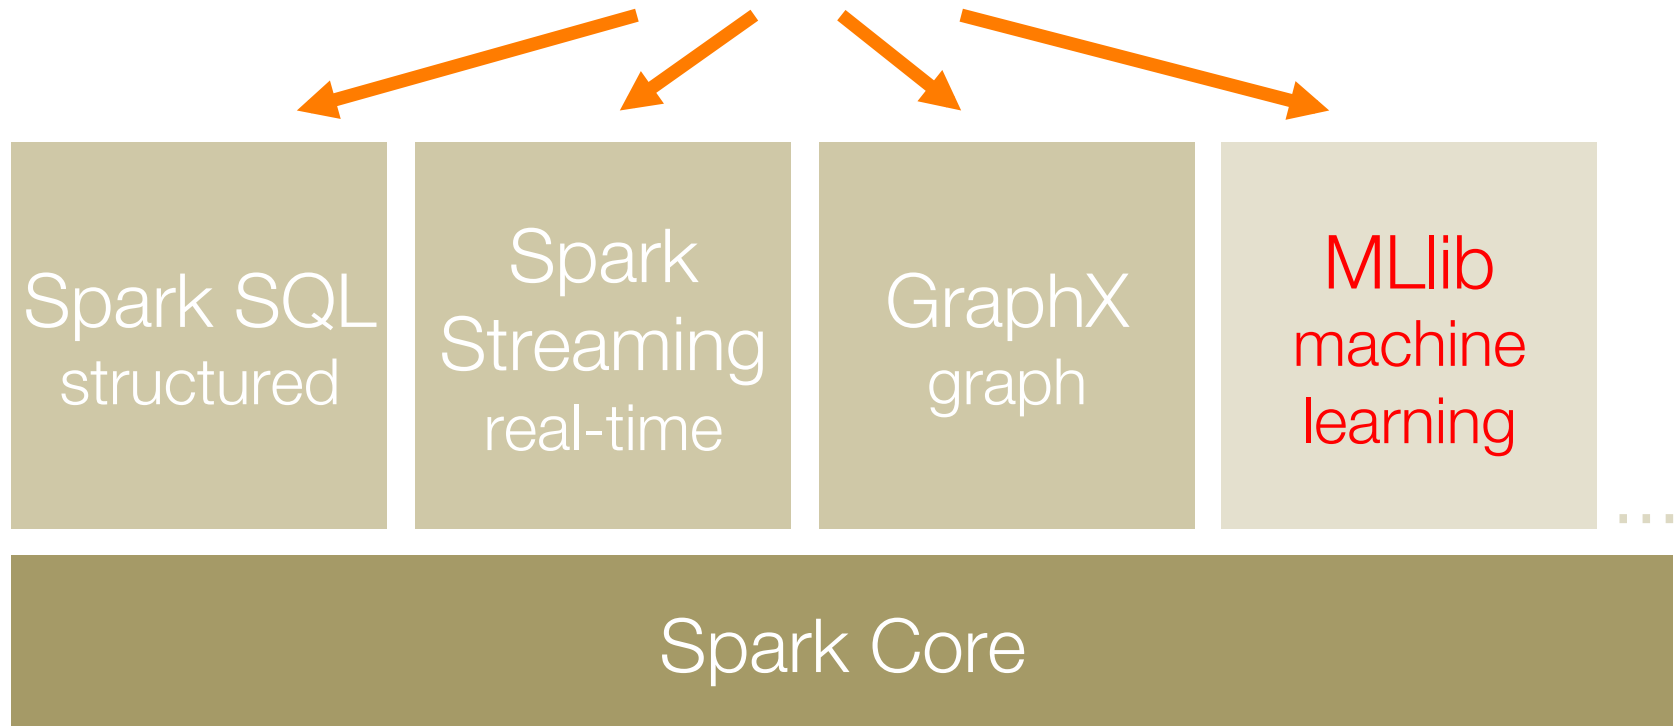 Spark SQL
structured
Spark
Streaming
real-time
GraphX
graph
MLlib
machine
learning
...
Spark Core